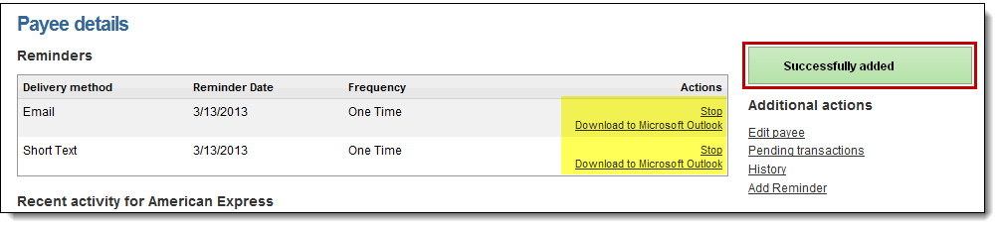 Payee details
Reminders
Delivery method Reminder Date Frequency Actions
Email 3/13/2013 One Time Stop
Download to Microsoft Outlook
Short Text 3/13/2013 One Time Stop
Download to Microsoft Outlook
Recent activity for American Express
Successfully added
Additional actions
Edit payee
Pending transactions
History
Add Reminder